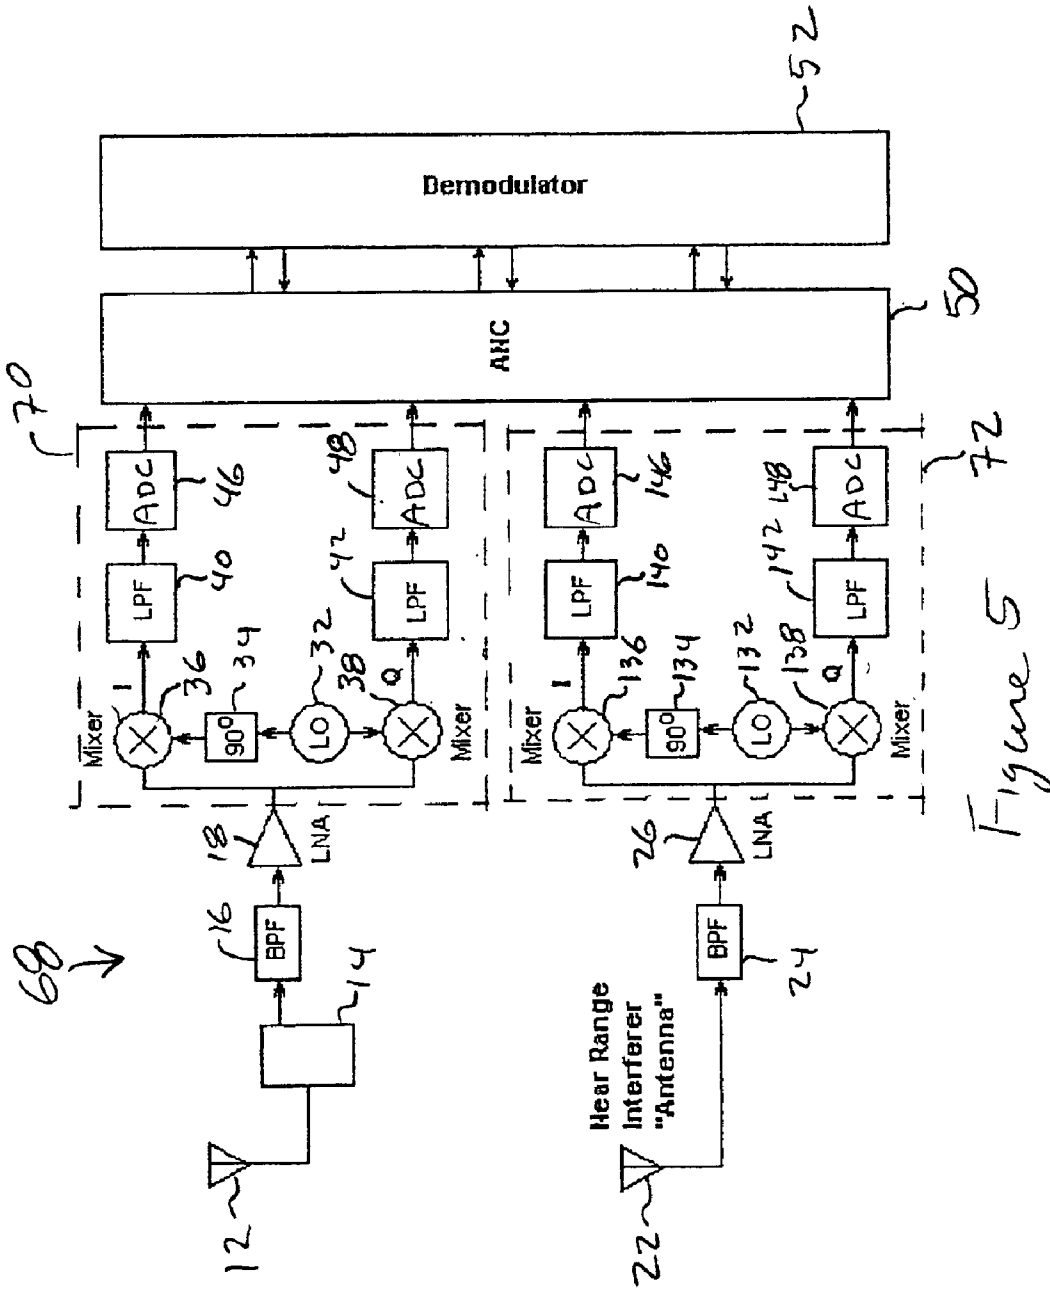 68
70
Mixer
I
36
LPF
40
ADC
46
90°
34
LO
32
Mixer
38
Q
LPF
42
ADC
48
12
14
BPF
16
LNA
18
ANC
50
Demodulator
52
Near Range
Interferer
"Antenna"
22
BPF
24
LNA
26
Mixer
I
136
LPF
140
ADC
146
90°
134
LO
132
Mixer
138
Q
LPF
142
ADC
148
72
Figure 5